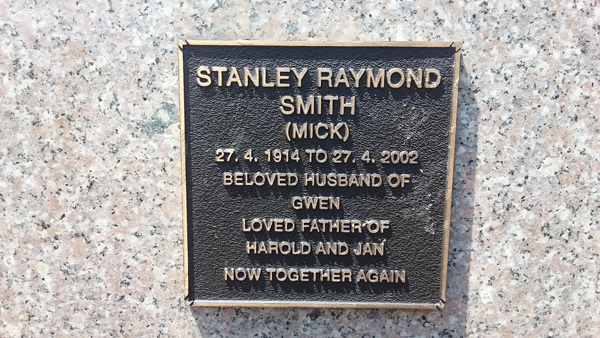 STANLEY RAYMOND
SMITH
(MICK)
27. 4. 1914 TO 27. 4. 2002
BELOVED HUSBAND OF
GWEN
LOVED FATHER OF
HAROLD AND JAN
NOW TOGETHER AGAIN